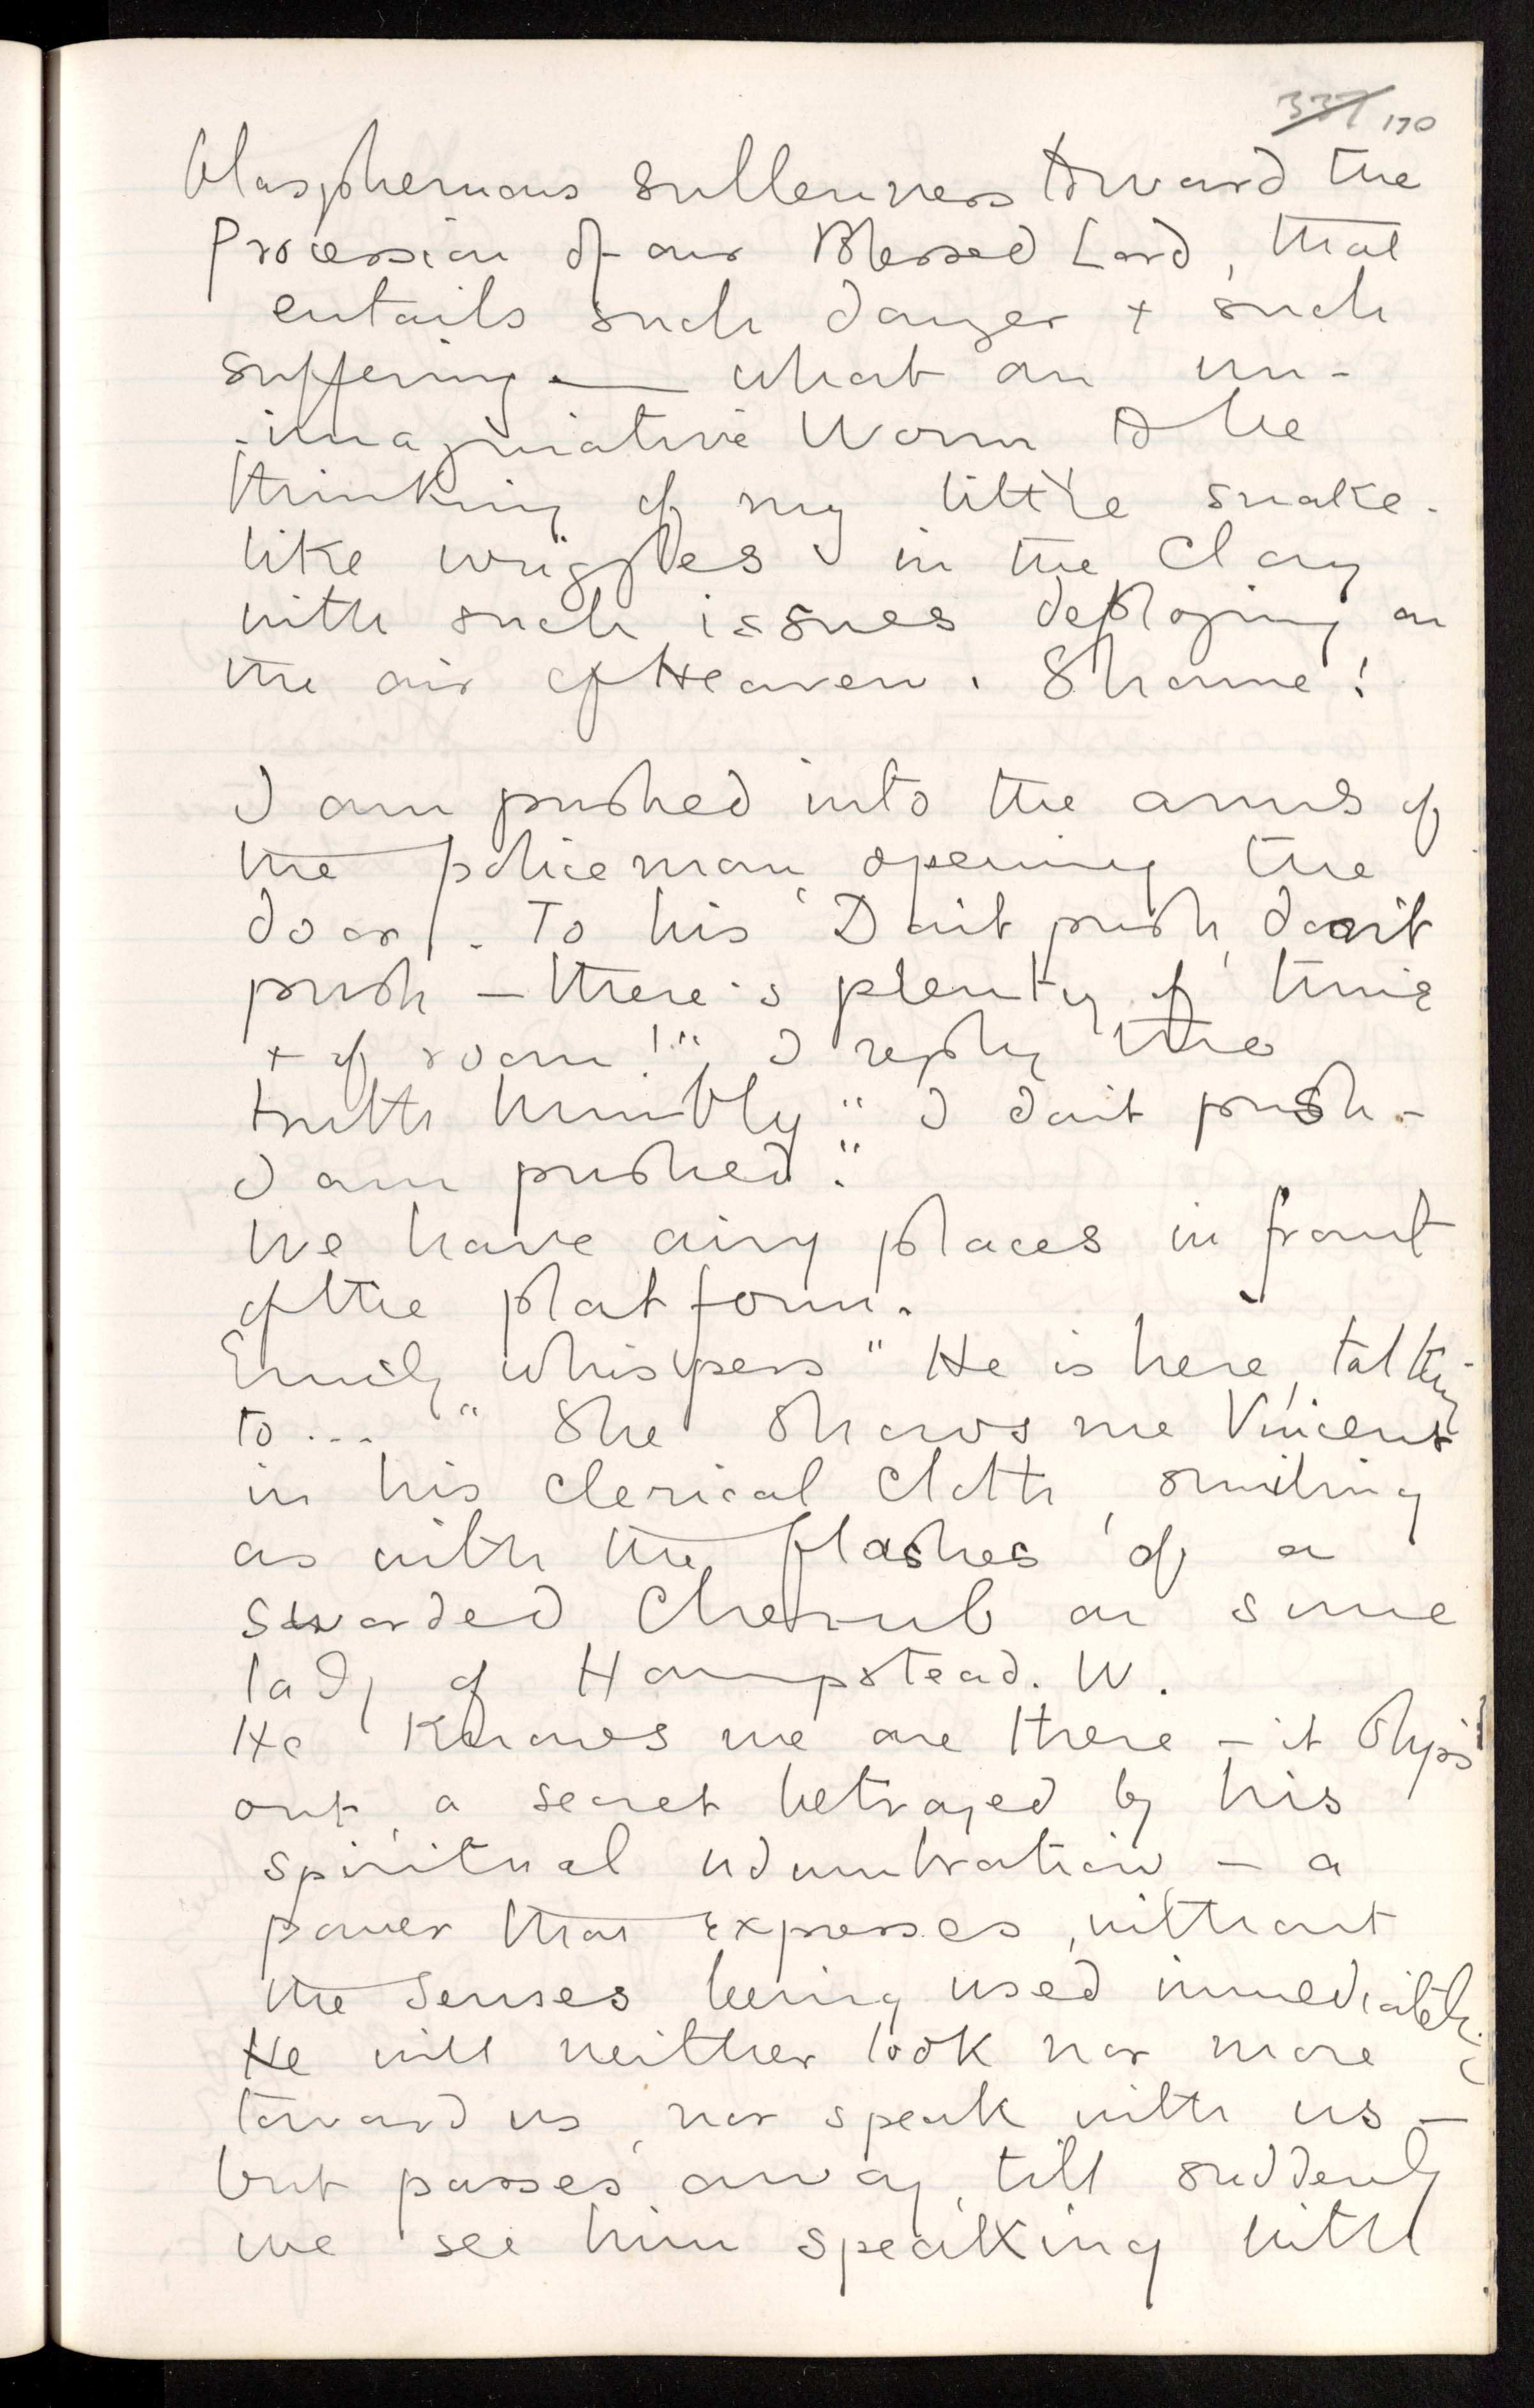 337 170
blasphemous sullenness toward the
Procession of our Blessed Lord, that
entails such danger + such
suffering — what an un-
-imaginative Worm to be
thinking of my little snake-
like wriggles in the Clay
with such issues deploying on
the air of Heaven. Shame!
I am pushed into the arms of
the policeman opening the
door. To his 'Don't push, don't
push — there's plenty of time
+ of room!" I reply the
truth humbly "I don't push -
I am pushed."
We have airy places in front
of the platform.
Emily whispers "He is here, talking
to ..." She shows me Vincent
in his clerical cloth, smiling
as with the flashes of a
sworded Cherub on some
lady of Hampstead. W.
He Knows we are there — it slips
out, a secret betrayed by his
spiritual adumbration — a
power that expresses, without
the senses being used immediately.
He will neither look nor move
toward us, nor speak with us —
but passes away, till suddenly
we see him speaking with